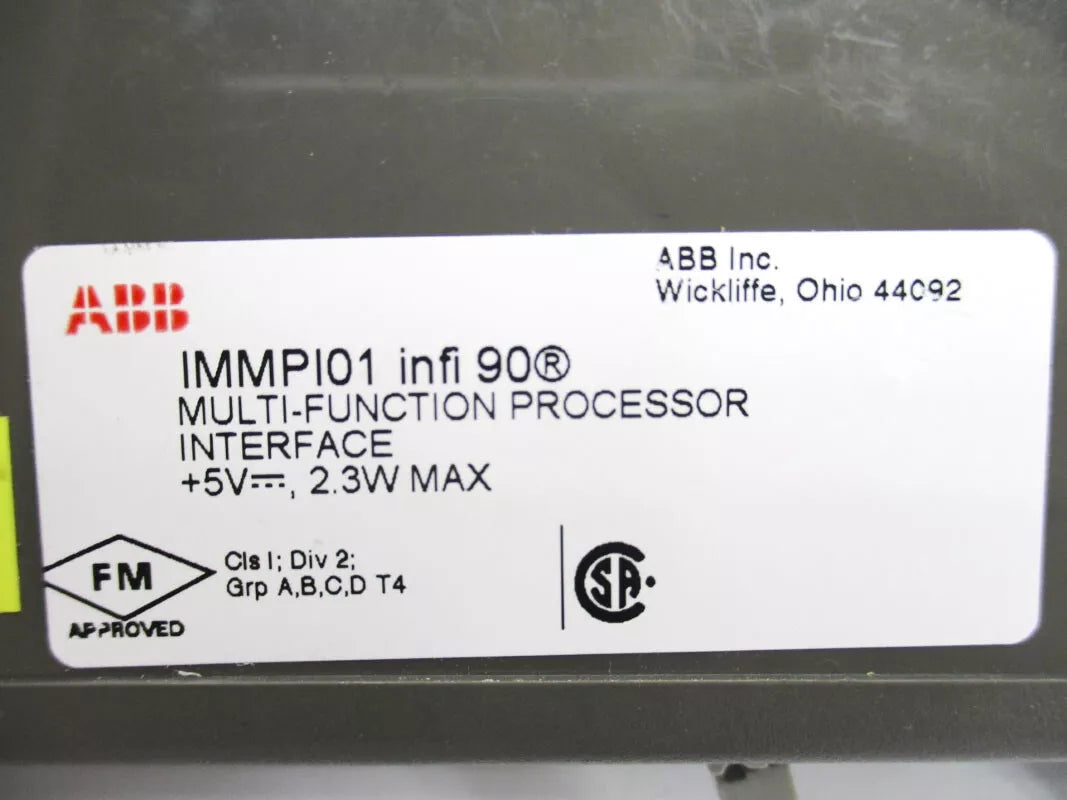 ABB Inc.
Wickliffe, Ohio 44092
ABB
IMMPI01 infi 90®
MULTI-FUNCTION PROCESSOR
INTERFACE
+5V⎓, 2.3W MAX
FM
APPROVED
Cls I; Div 2;
Grp A,B,C,D T4
SA